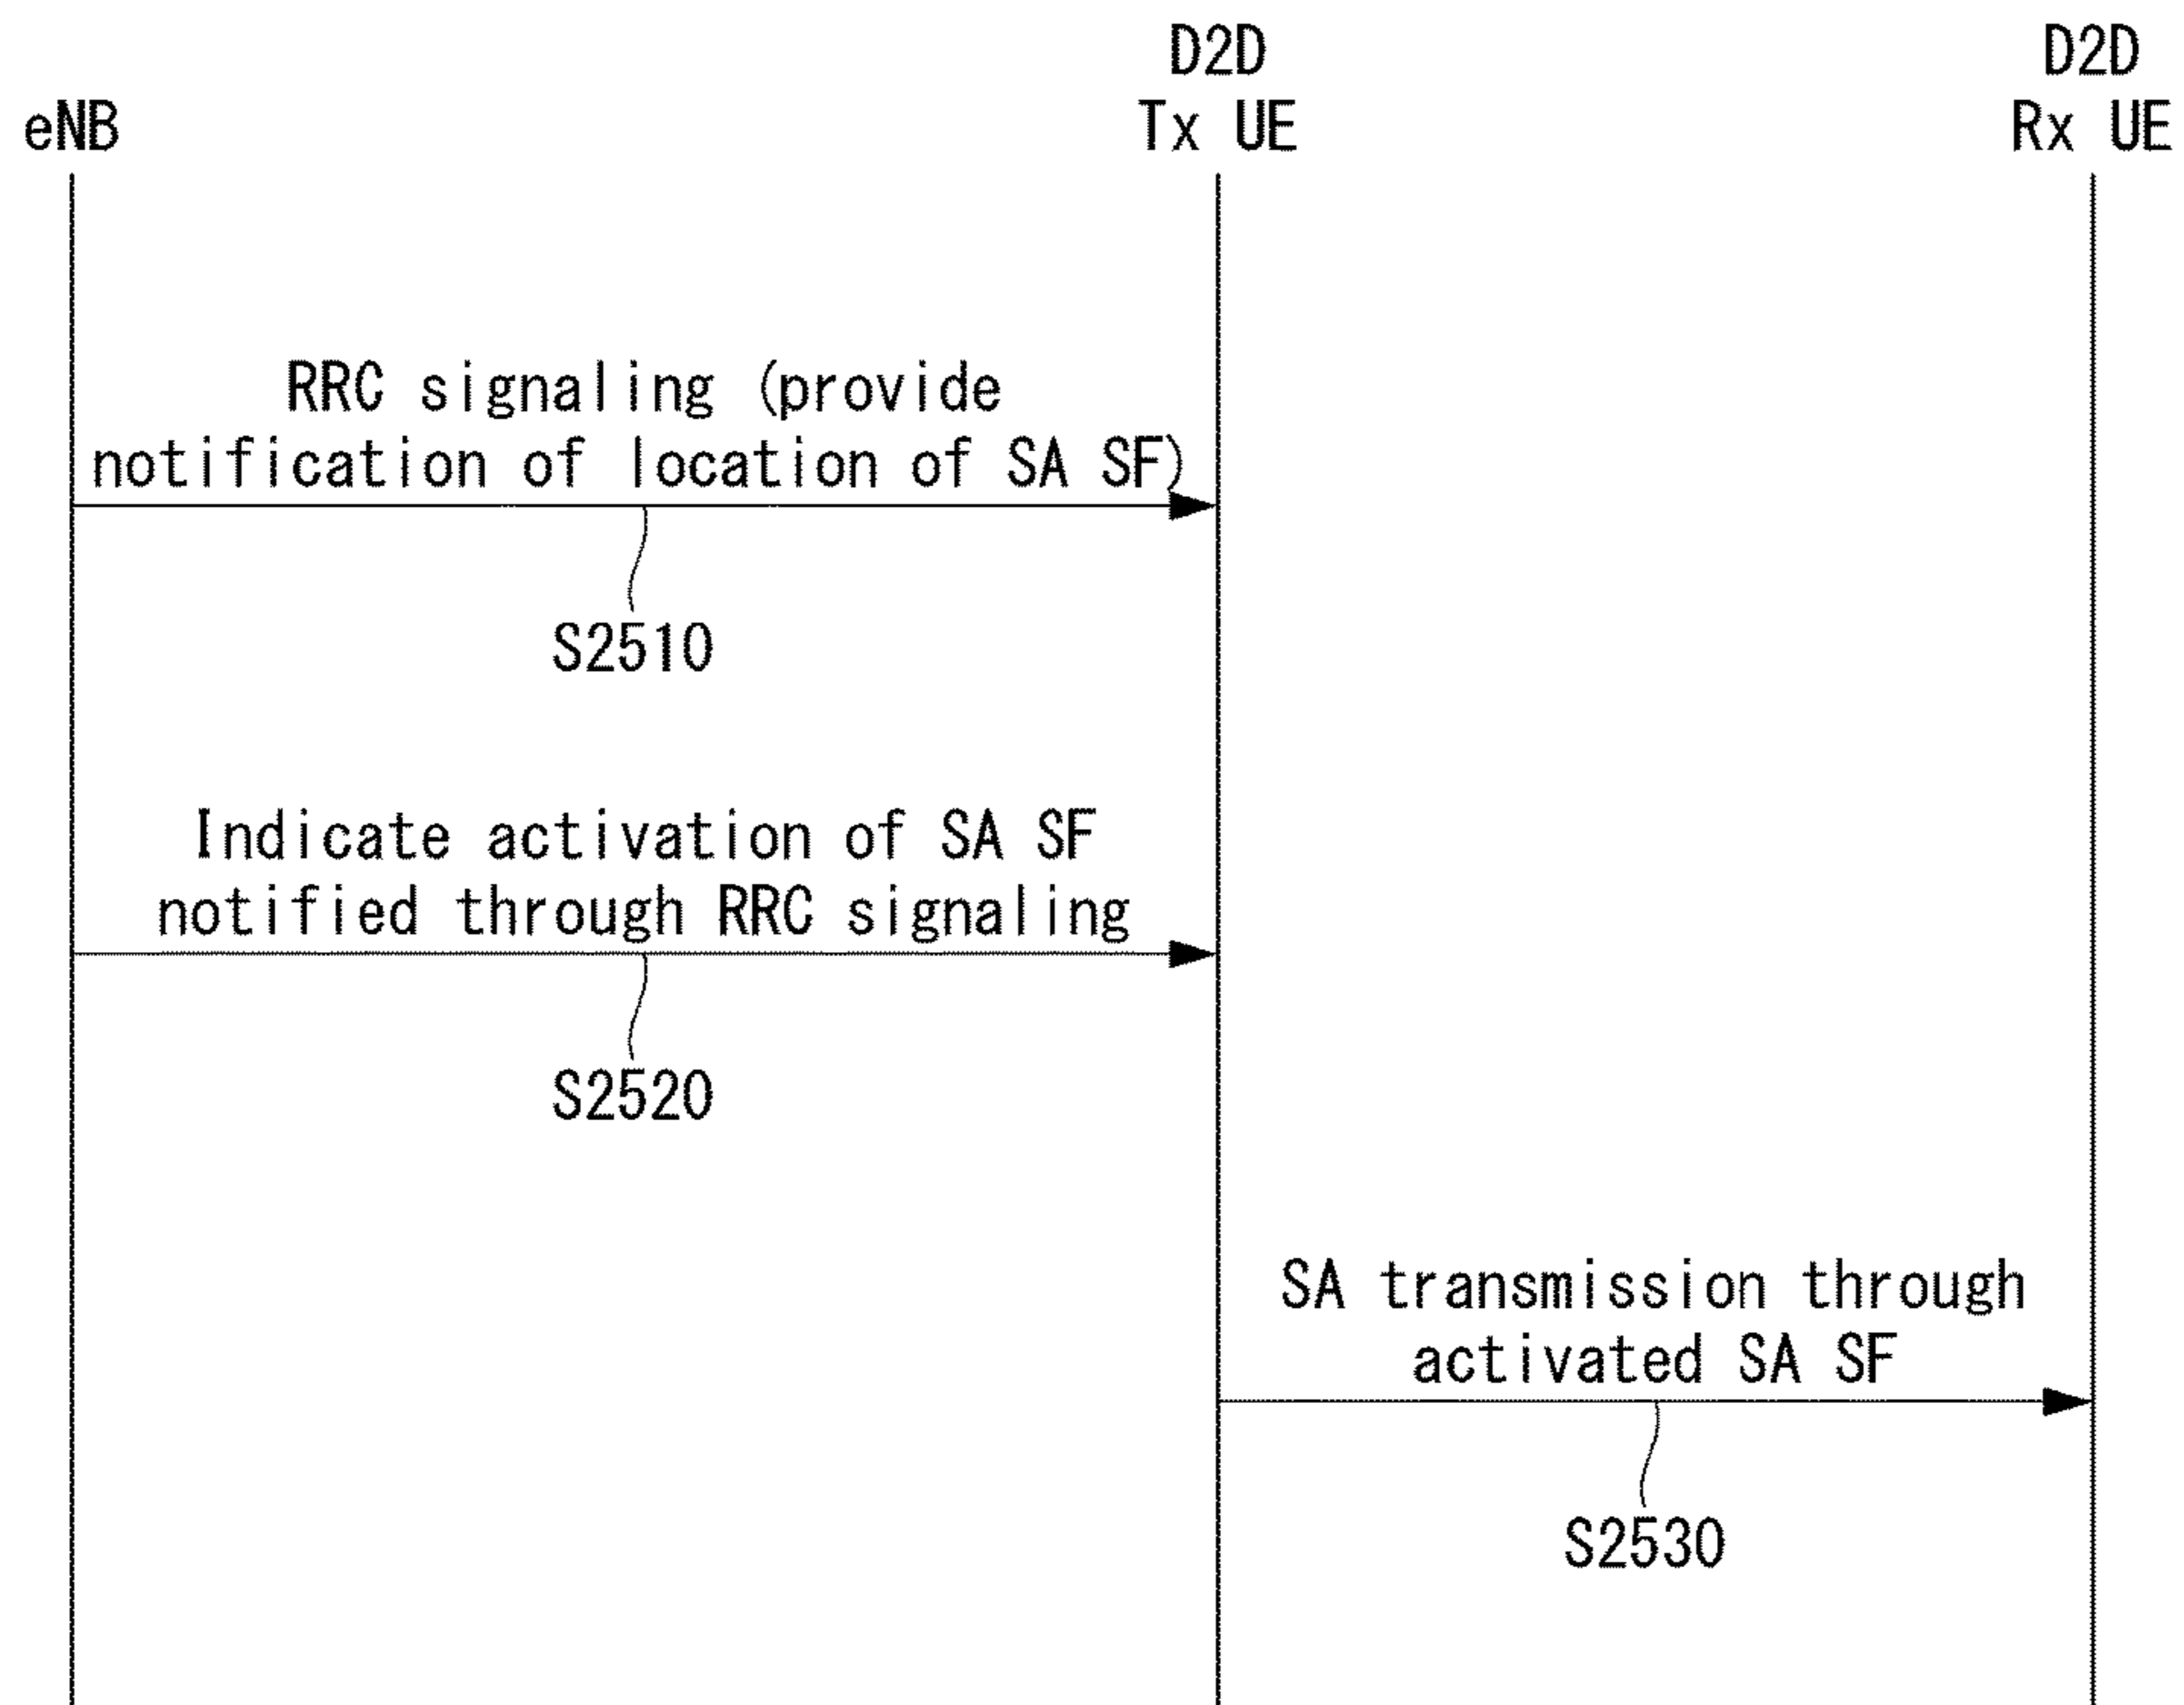 D2D
D2D
eNB
Tx UE
Rx UE
RRC signaling (provide
notification of location of SA SF)
S2510
Indicate activation of SA SF
notified through RRC signaling
S2520
SA transmission through
activated SA SF
S2530